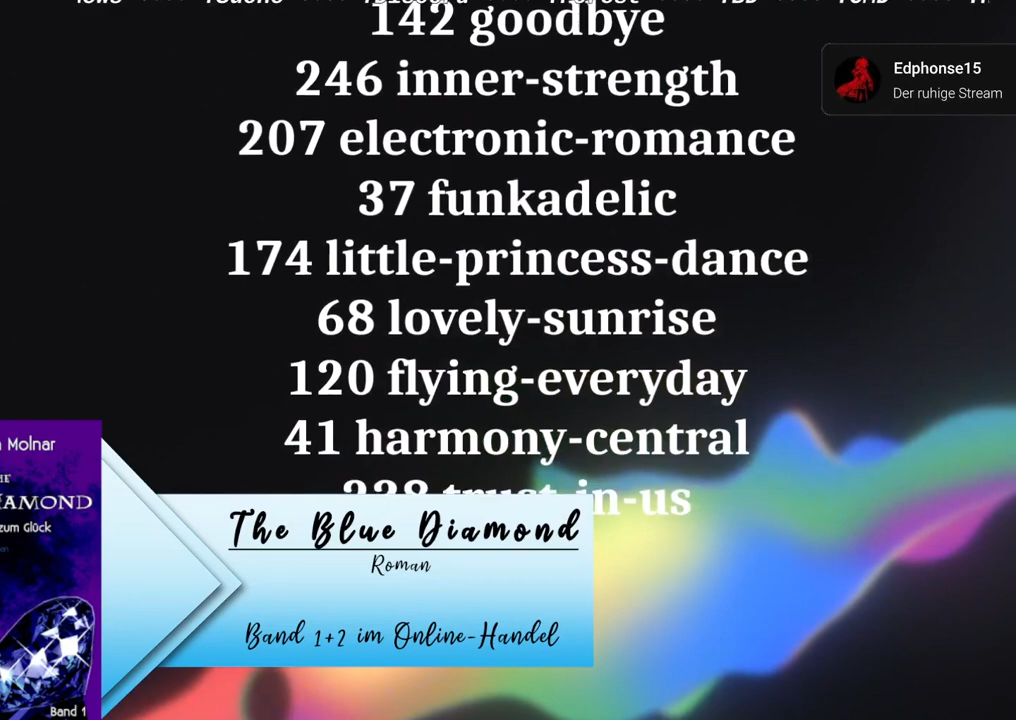 142 goodbye
246 inner-strength
207 electronic-romance
37 funkadelic
174 little-princess-dance
68 lovely-sunrise
120 flying-everyday
41 harmony-central
trust-in-us
Edphonse15
Der ruhige Stream
Molnar
AMOND
zum Glück
Band 1
The Blue Diamond
Roman
Band 1+2 im Online-Handel